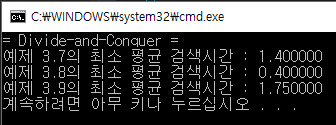 C:₩WINDOWS₩system32₩cmd.exe
= Divide-and-Conquer =
예제 3.7의 최소 평균 검색시간 : 1.400000
예제 3.8의 최소 평균 검색시간 : 0.400000
예제 3.9의 최소 평균 검색시간 : 1.750000
계속하려면 아무 키나 누르십시오 . . .